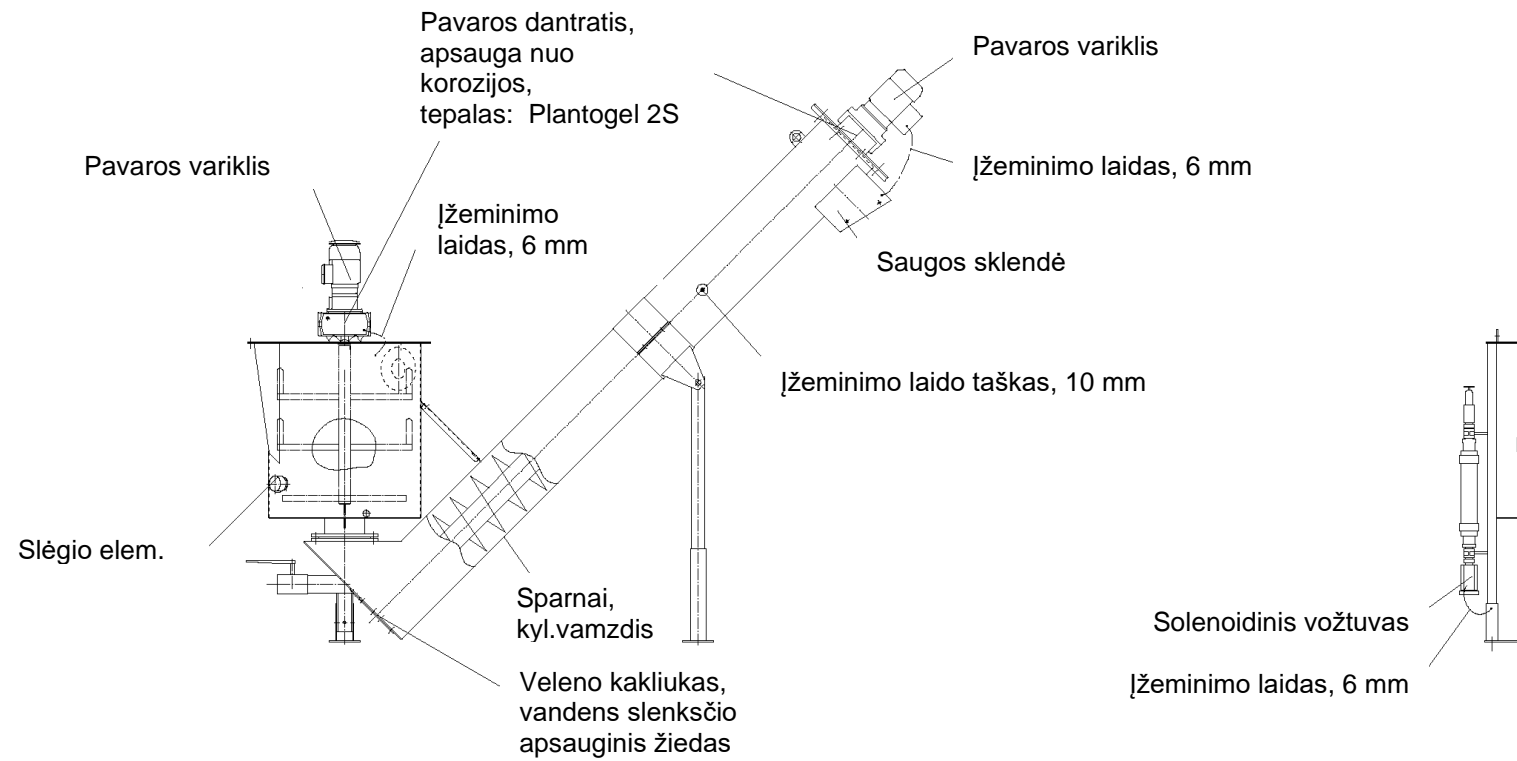 Pavaros dantratis,
apsauga nuo
korozijos,
tepalas: Plantogel 2S
Pavaros variklis
Pavaros variklis
Įžeminimo laidas, 6 mm
Įžeminimo
laidas, 6 mm
Saugos sklendė
Įžeminimo laido taškas, 10 mm
Slėgio elem.
Sparnai,
kyl.vamzdis
Solenoidinis vožtuvas
Veleno kakliukas,
vandens slenksčio
apsauginis žiedas
Įžeminimo laidas, 6 mm